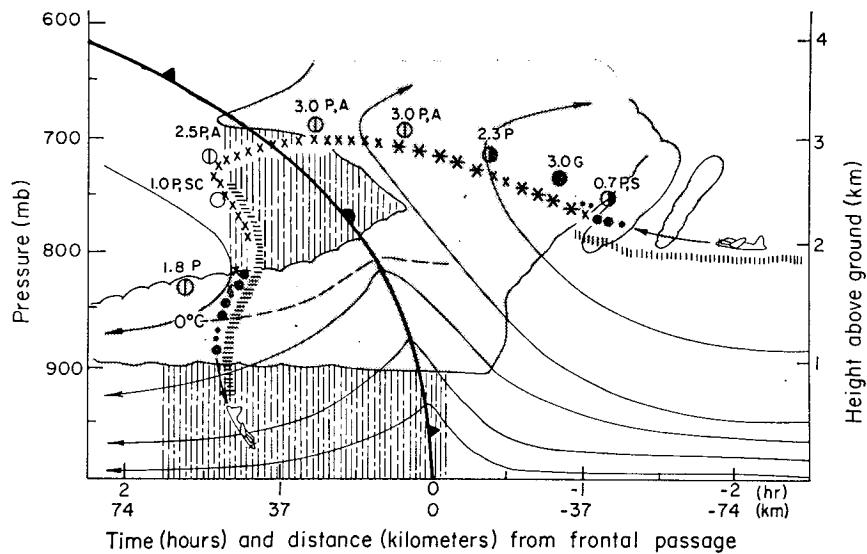 600
700
800
900
Pressure (mb)
4
3
2
1
Height above ground (km)
3.0 P,A
3.0 P,A
2.5 P,A
2.3 P
3.0 G
1.0 P,SC
0.7 P,S
1.8 P
0°C
2 1 0 -1 -2 (hr)
74 37 0 -37 -74 (km)
Time (hours) and distance (kilometers) from frontal passage